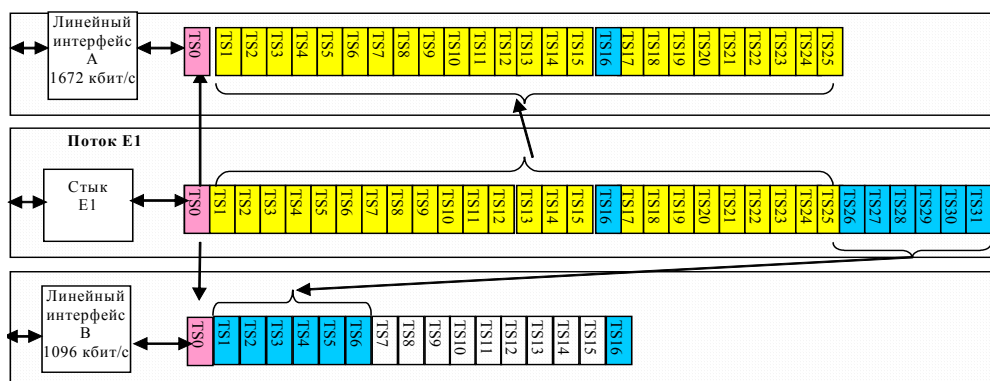 Линейный
интерфейс
А
1672 кбит/с
TS0 TS1 TS2 TS3 TS4 TS5 TS6 TS7 TS8 TS9 TS10 TS11 TS12 TS13 TS14 TS15 TS16 TS17 TS18 TS19 TS20 TS21 TS22 TS23 TS24 TS25
Поток Е1
Стык
Е1
TS0 TS1 TS2 TS3 TS4 TS5 TS6 TS7 TS8 TS9 TS10 TS11 TS12 TS13 TS14 TS15 TS16 TS17 TS18 TS19 TS20 TS21 TS22 TS23 TS24 TS25 TS26 TS27 TS28 TS29 TS30 TS31
Линейный
интерфейс
В
1096 кбит/с
TS0 TS1 TS2 TS3 TS4 TS5 TS6 TS7 TS8 TS9 TS10 TS11 TS12 TS13 TS14 TS15 TS16